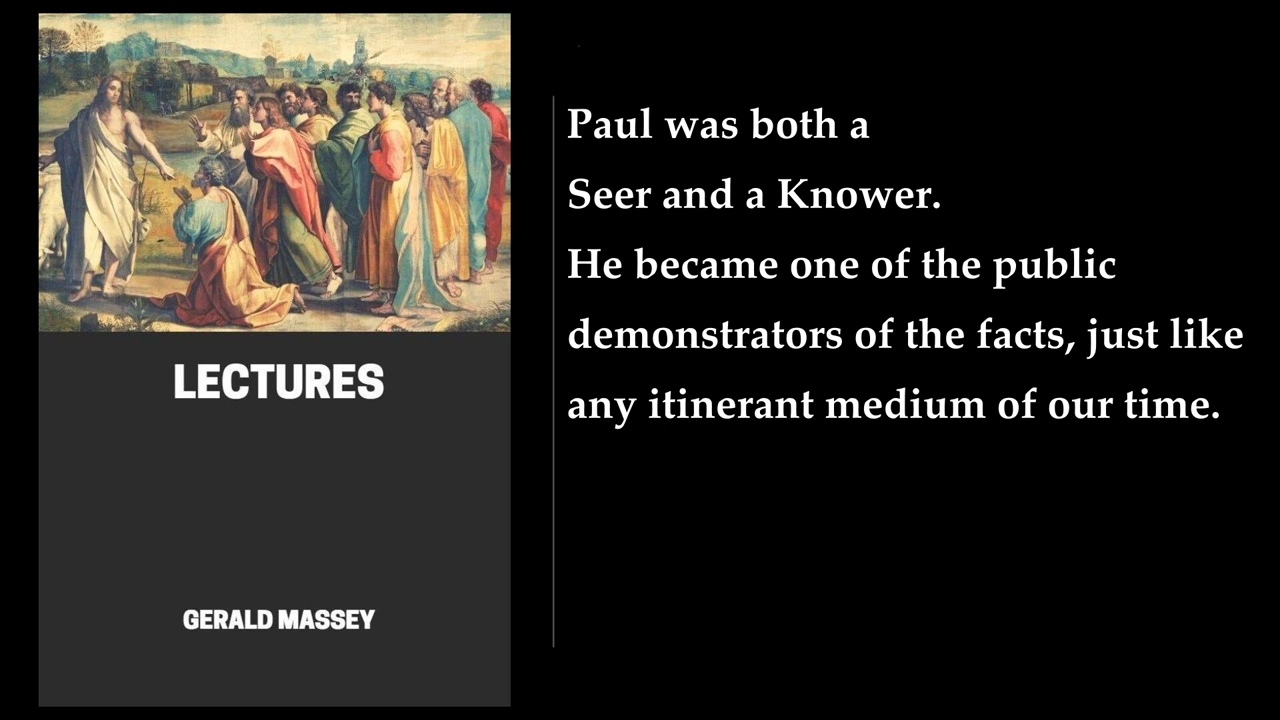 LECTURES
GERALD MASSEY
Paul was both a
Seer and a Knower.
He became one of the public
demonstrators of the facts, just like
any itinerant medium of our time.